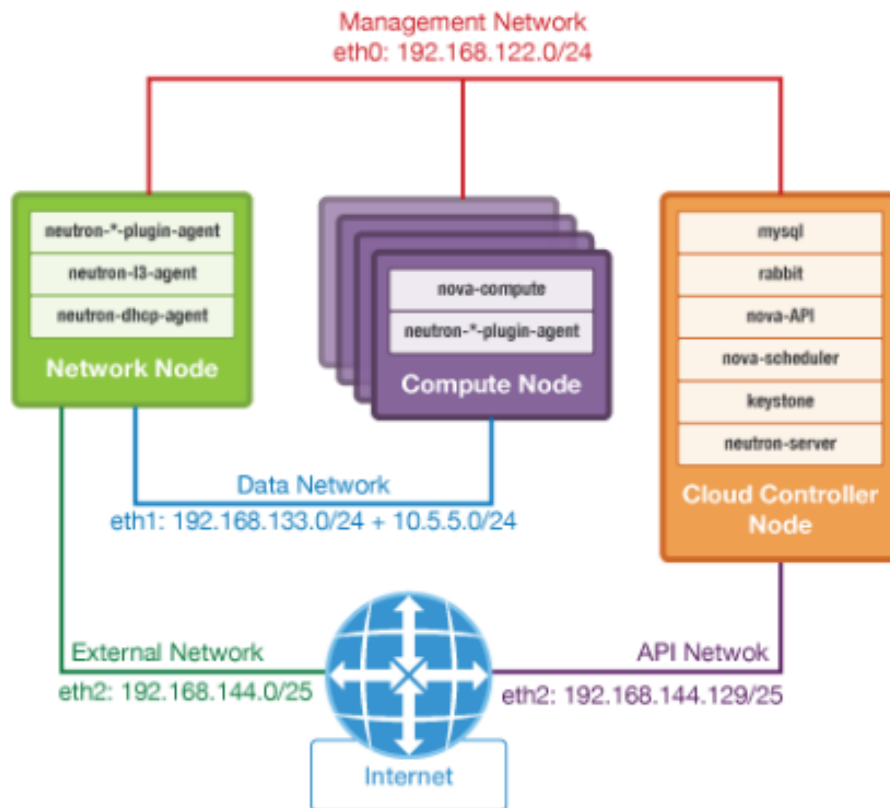 Management Network
eth0: 192.168.122.0/24
neutron-*-plugin-agent
neutron-l3-agent
neutron-dhcp-agent
Network Node
nova-compute
neutron-*-plugin-agent
Compute Node
mysql
rabbit
nova-API
nova-scheduler
keystone
neutron-server
Cloud Controller
Node
Data Network
eth1: 192.168.133.0/24 + 10.5.5.0/24
External Network
eth2: 192.168.144.0/25
API Netwok
eth2: 192.168.144.129/25
Internet